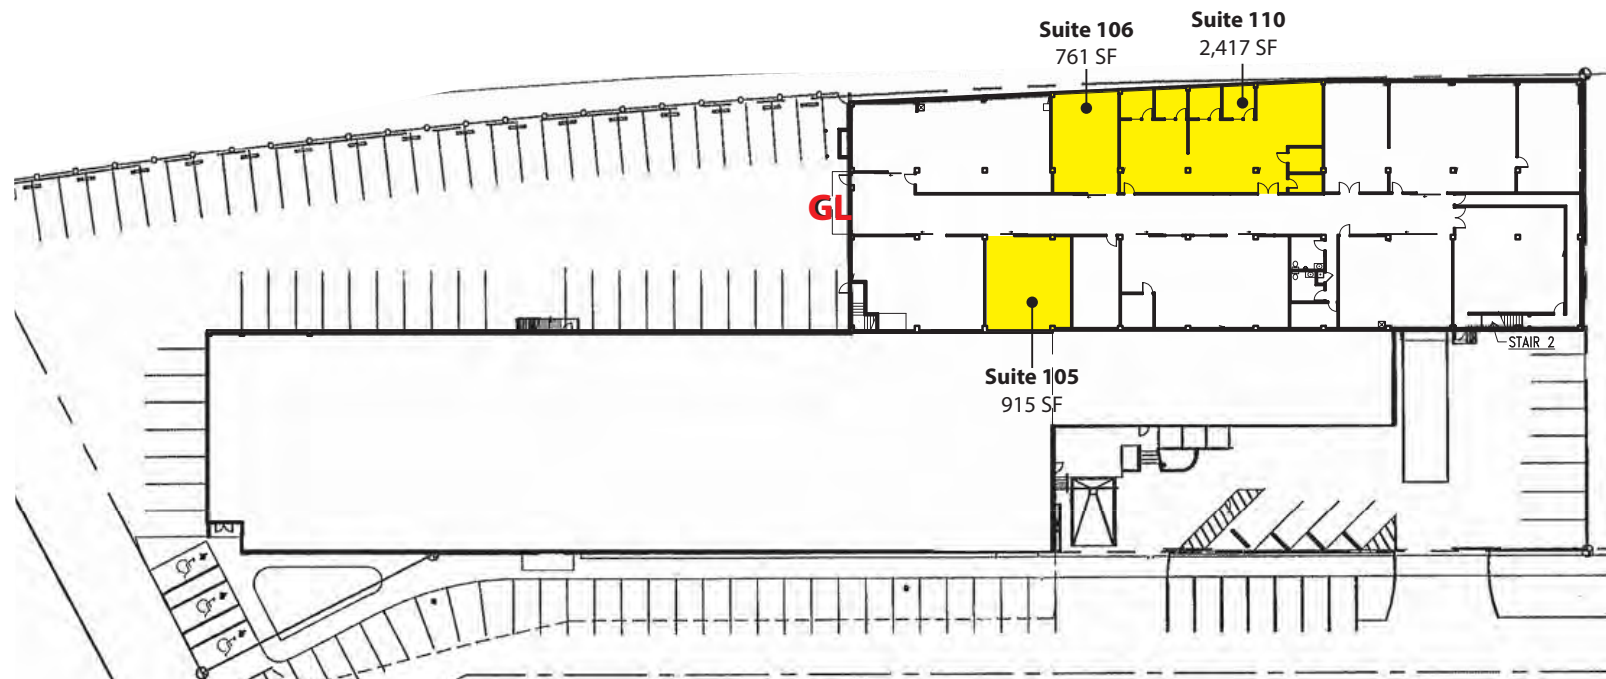 Suite 106
761 SF
Suite 110
2,417 SF
GL
STAIR 2
Suite 105
915 SF